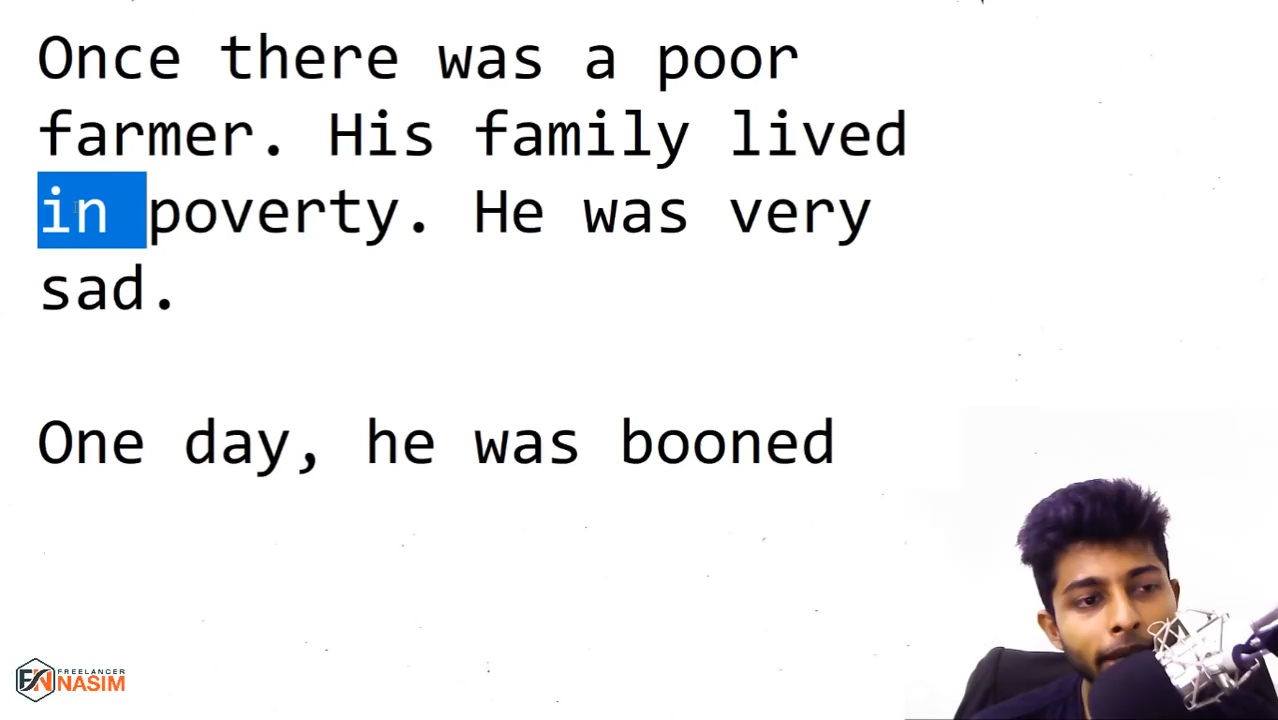 Once there was a poor
farmer. His family lived
in poverty. He was very
sad.
One day, he was booned
FN FREELANCER
NASIM